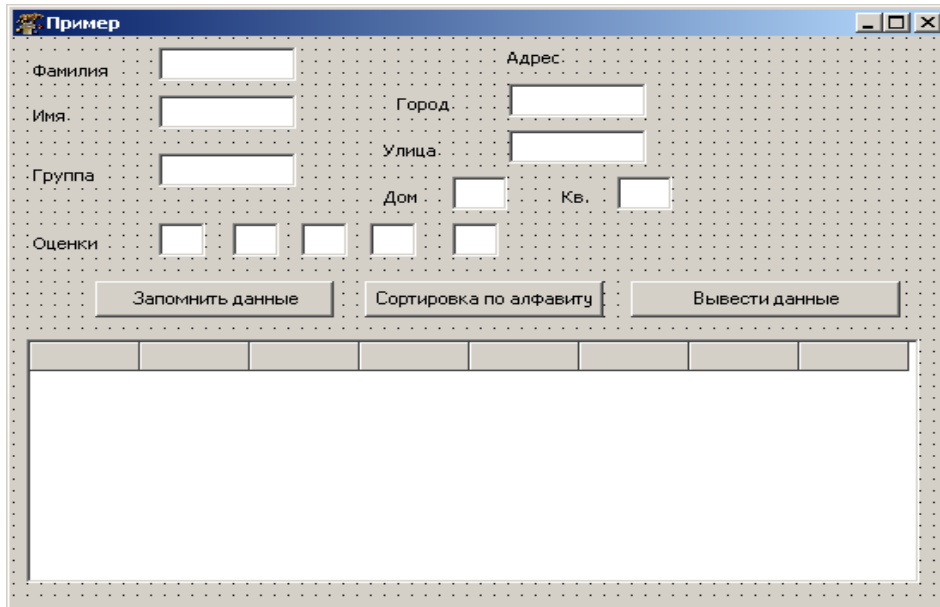 Пример
Фамилия
Адрес
Имя
Город
Улица
Группа
Дом Кв.
Оценки
Запомнить данные Сортировка по алфавиту Вывести данные